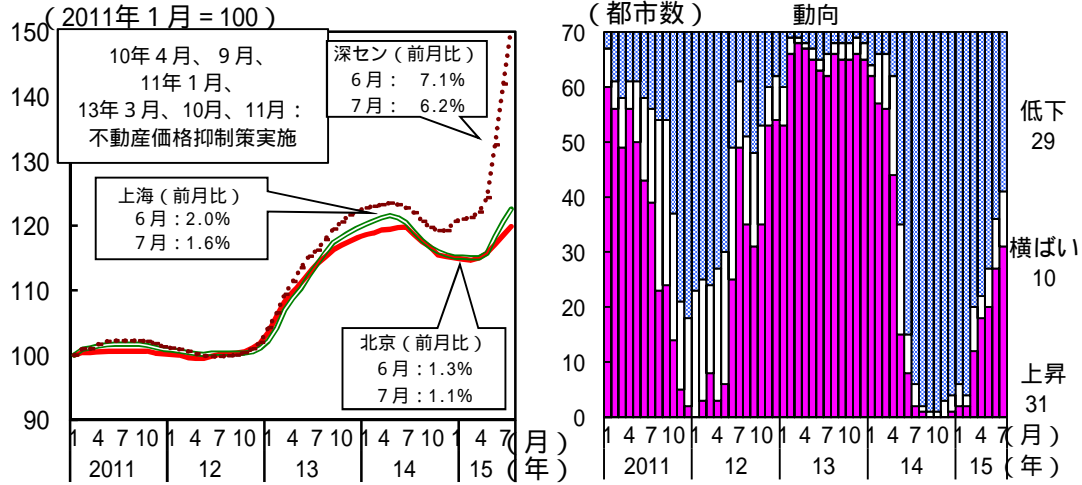 （2011年１月＝100）
150
140
130
120
110
100
90
10年４月、９月、
11年１月、
13年３月、10月、11月：
不動産価格抑制策実施
深セン（前月比）
６月：　7.1%
７月：　6.2%
上海（前月比）
６月：2.0%
７月：1.6%
北京（前月比）
６月：1.3%
７月：1.1%
1 4 7 10 1 4 7 10 1 4 7 10 1 4 7 10 1 4 7（月）
2011 12 13 14 15（年）
（都市数）　動向
70
60
50
40
30
20
10
0
低下
29
横ばい
10
上昇
31
1 4 7 10 1 4 7 10 1 4 7 10 1 4 7 10 1 4 7（月）
2011 12 13 14 15（年）